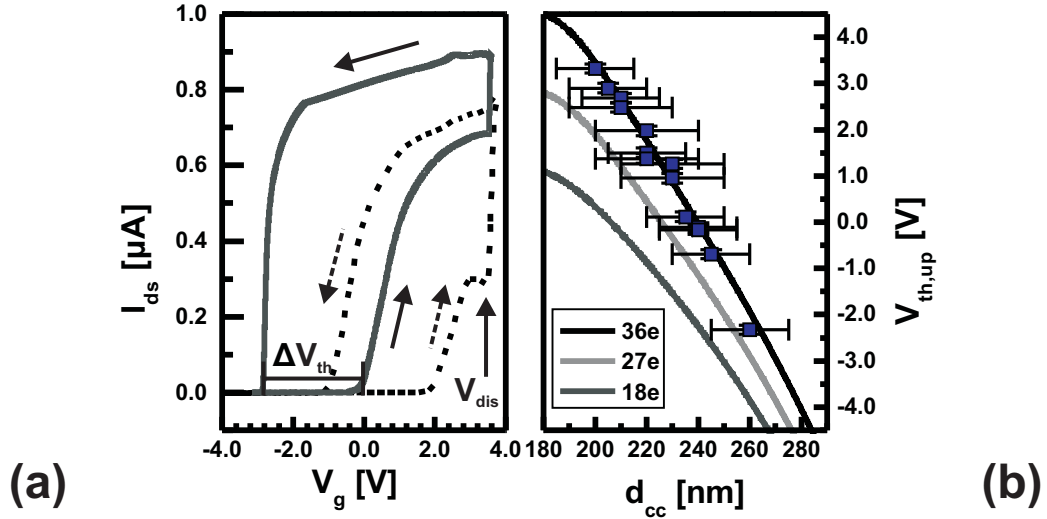 1.0
0.8
0.6
0.4
0.2
0.0
I_ds [µA]
-4.0 -2.0 0.0 2.0 4.0
V_g [V]
ΔV_th
V_dis
(a)
4.0
3.0
2.0
1.0
0.0
-1.0
-2.0
-3.0
-4.0
V_th,up [V]
36e
27e
18e
180 200 220 240 260 280
d_cc [nm]
(b)